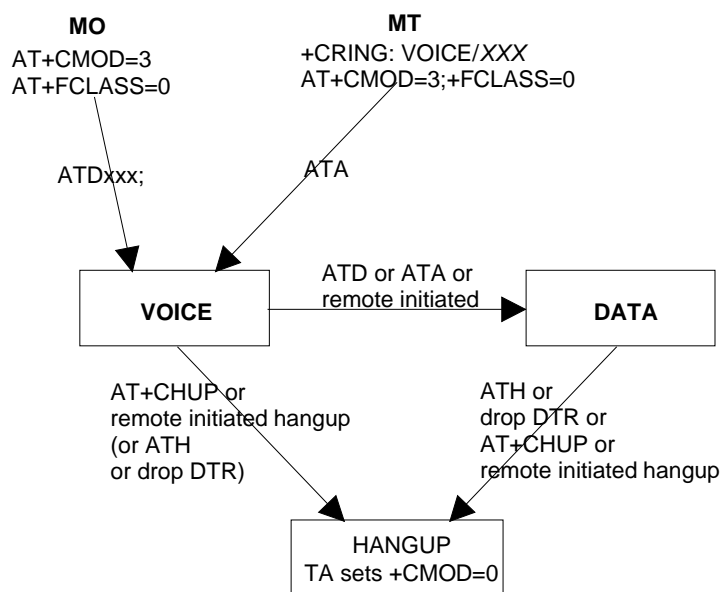 MO
AT+CMOD=3
AT+FCLASS=0
MT
+CRING: VOICE/XXX
AT+CMOD=3;+FCLASS=0
ATDxxx;
ATA
VOICE
ATD or ATA or
remote initiated
DATA
AT+CHUP or
remote initiated hangup
(or ATH
or drop DTR)
ATH or
drop DTR or
AT+CHUP or
remote initiated hangup
HANGUP
TA sets +CMOD=0